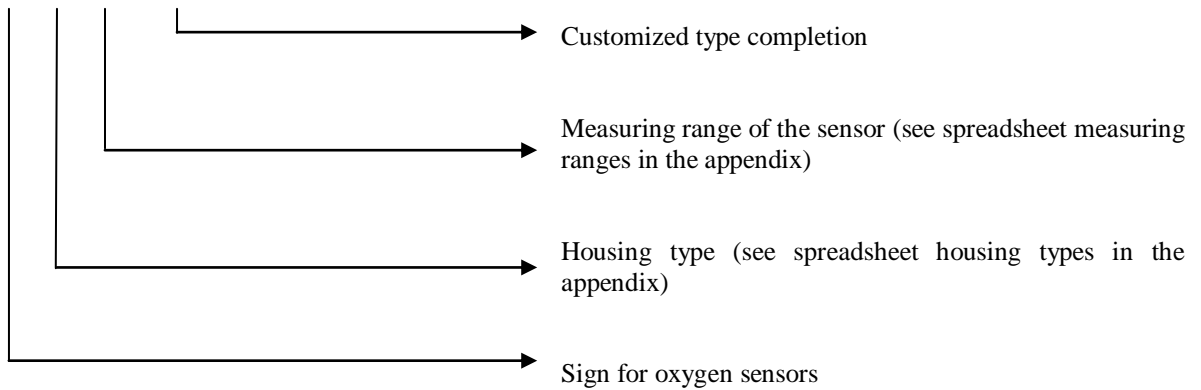 Customized type completion
Measuring range of the sensor (see spreadsheet measuring
ranges in the appendix)
Housing type (see spreadsheet housing types in the
appendix)
Sign for oxygen sensors